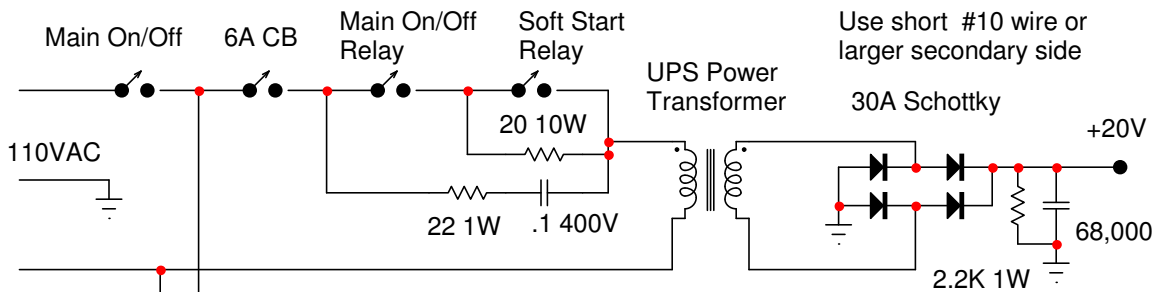 Main On/Off
6A CB
Main On/Off
Relay
Soft Start
Relay
Use short #10 wire or
larger secondary side
UPS Power
Transformer
30A Schottky
+20V
20 10W
110VAC
22 1W
.1 400V
68,000
2.2K 1W